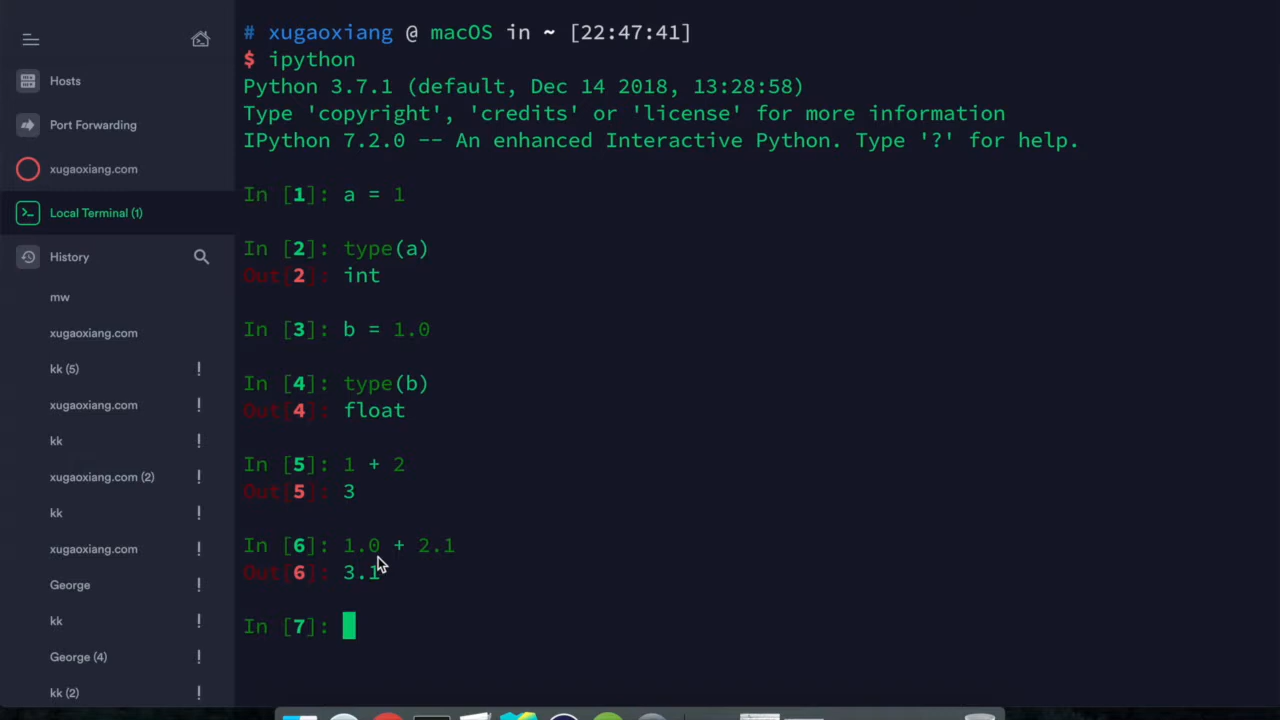 # xugaoxiang @ macOS in ~ [22:47:41]
$ ipython
Python 3.7.1 (default, Dec 14 2018, 13:28:58)
Type 'copyright', 'credits' or 'license' for more information
IPython 7.2.0 -- An enhanced Interactive Python. Type '?' for help.
In [1]: a = 1
In [2]: type(a)
Out[2]: int
In [3]: b = 1.0
In [4]: type(b)
Out[4]: float
In [5]: 1 + 2
Out[5]: 3
In [6]: 1.0 + 2.1
Out[6]: 3.1
In [7]:
Hosts
Port Forwarding
xugaoxiang.com
Local Terminal (1)
History
mw
xugaoxiang.com
kk (5) !
xugaoxiang.com !
kk !
xugaoxiang.com (2) !
kk !
xugaoxiang.com !
George !
kk !
George (4) !
kk (2) !